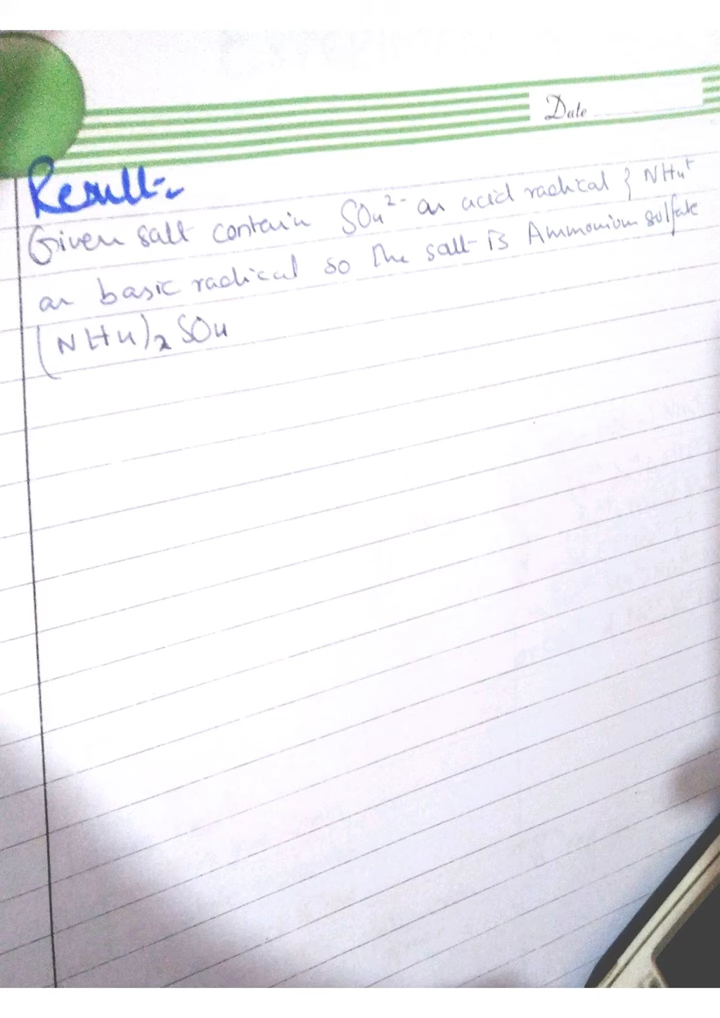 Date
Result:-
Given salt contain SO4²⁻ as acid radical & NH4⁺
as basic radical so the salt is Ammonium sulfate
(NH4)2SO4